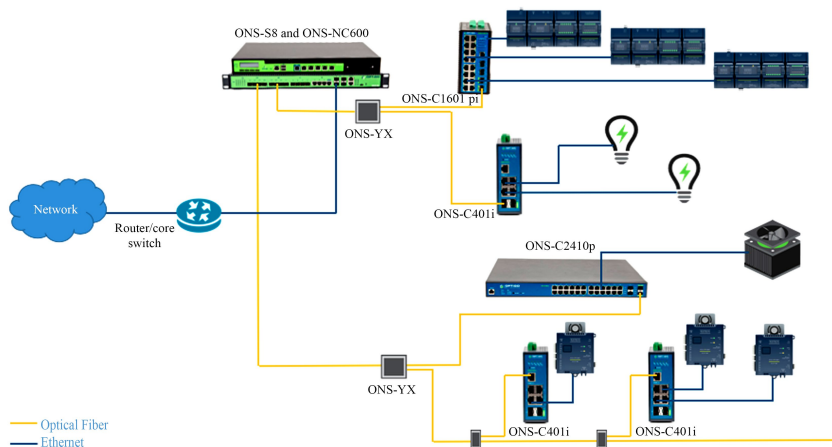 ONS-S8 and ONS-NC600
ONS-C1601 pi
ONS-YX
ONS-C401i
Network
Router/core
switch
ONS-C2410p
ONS-YX
ONS-C401i
ONS-C401i
Optical Fiber
Ethernet